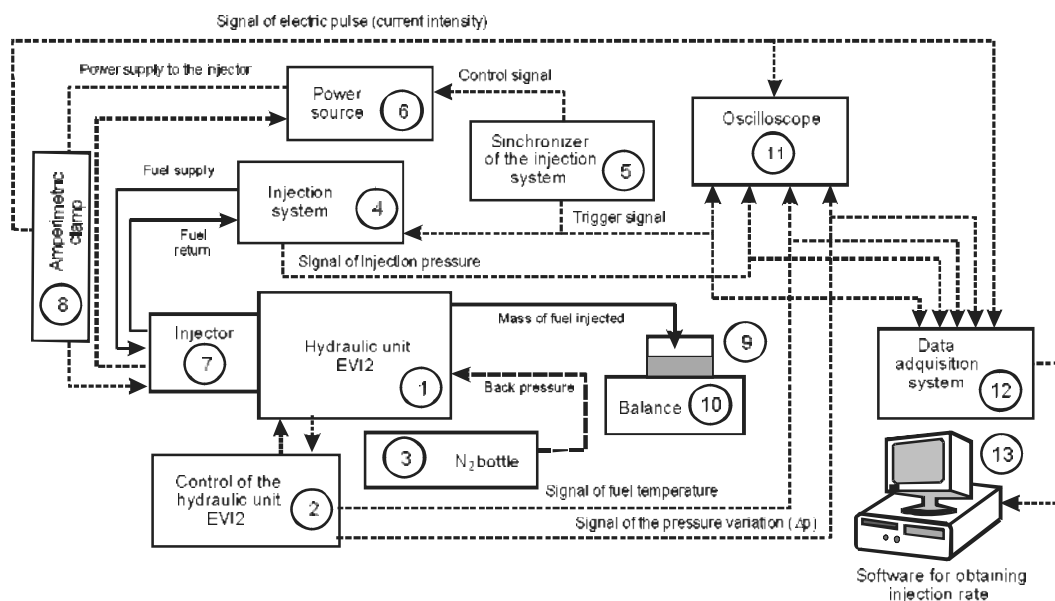 Signal of electric pulse (current intensity)
Power supply to the injector
Control signal
Power
source
6
Oscilloscope
11
Sinchronizer
of the injection
system
5
Fuel supply
Injection
system
4
Trigger signal
Fuel
return
Signal of Injection pressure
Amperimetric
clamp
8
Injector
7
Hydraulic unit
EVI2
1
Mass of fuel injected
9
Back pressure
Balance
10
Data
adquisition
system
12
3
N2 bottle
13
Control of the
hydraulic unit
EVI2
2
Signal of fuel temperature
Signal of the pressure variation (Δp)
Software for obtaining
injection rate